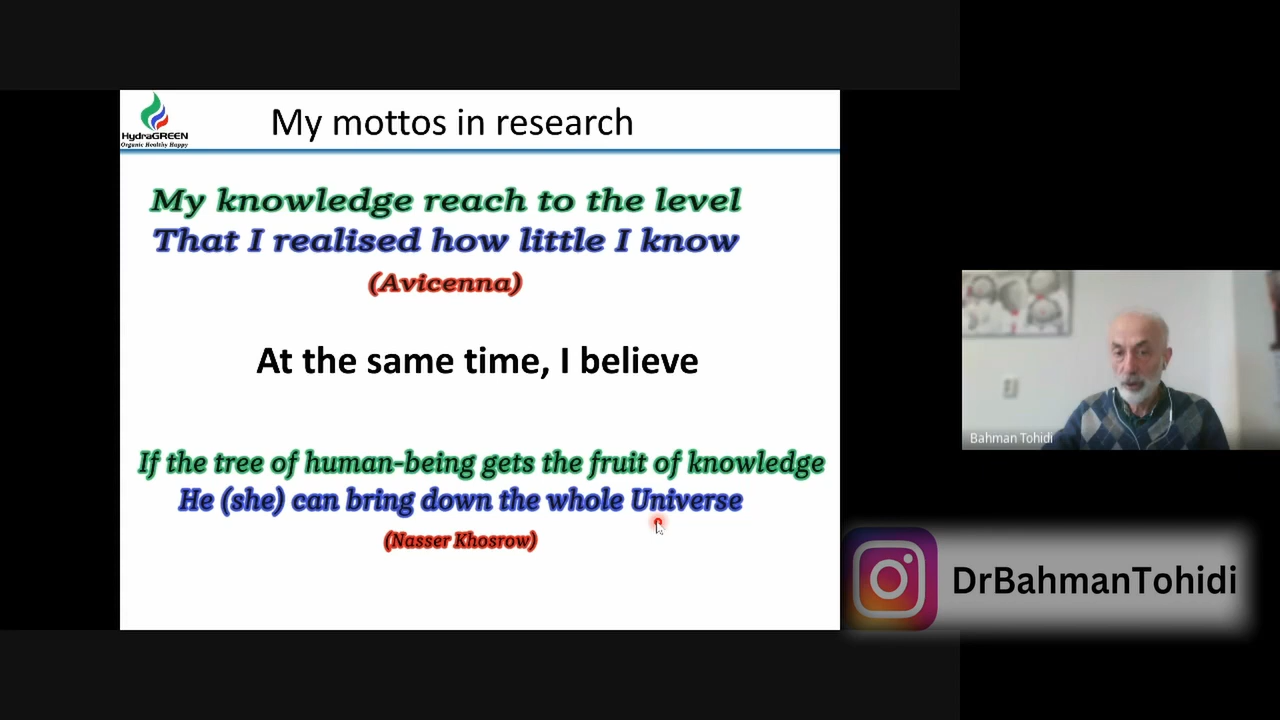 My mottos in research
HydraGREEN
Organic Healthy Happy
My knowledge reach to the level
That I realised how little I know
(Avicenna)
At the same time, I believe
If the tree of human-being gets the fruit of knowledge
He (she) can bring down the whole Universe
(Nasser Khosrow)
Bahman Tohidi
DrBahmanTohidi